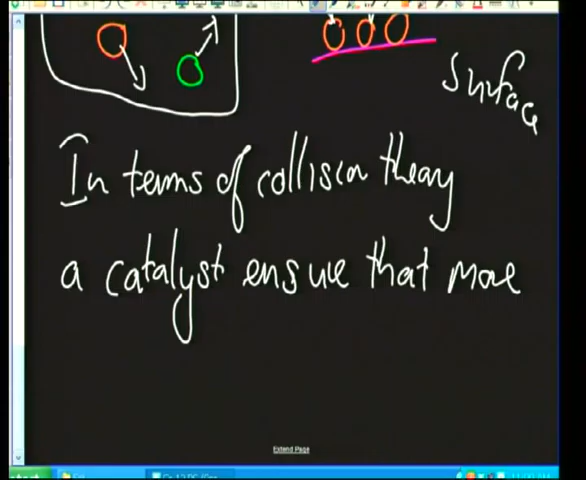 Surface
In terms of collision theory
a catalyst ensure that more
Extend Page